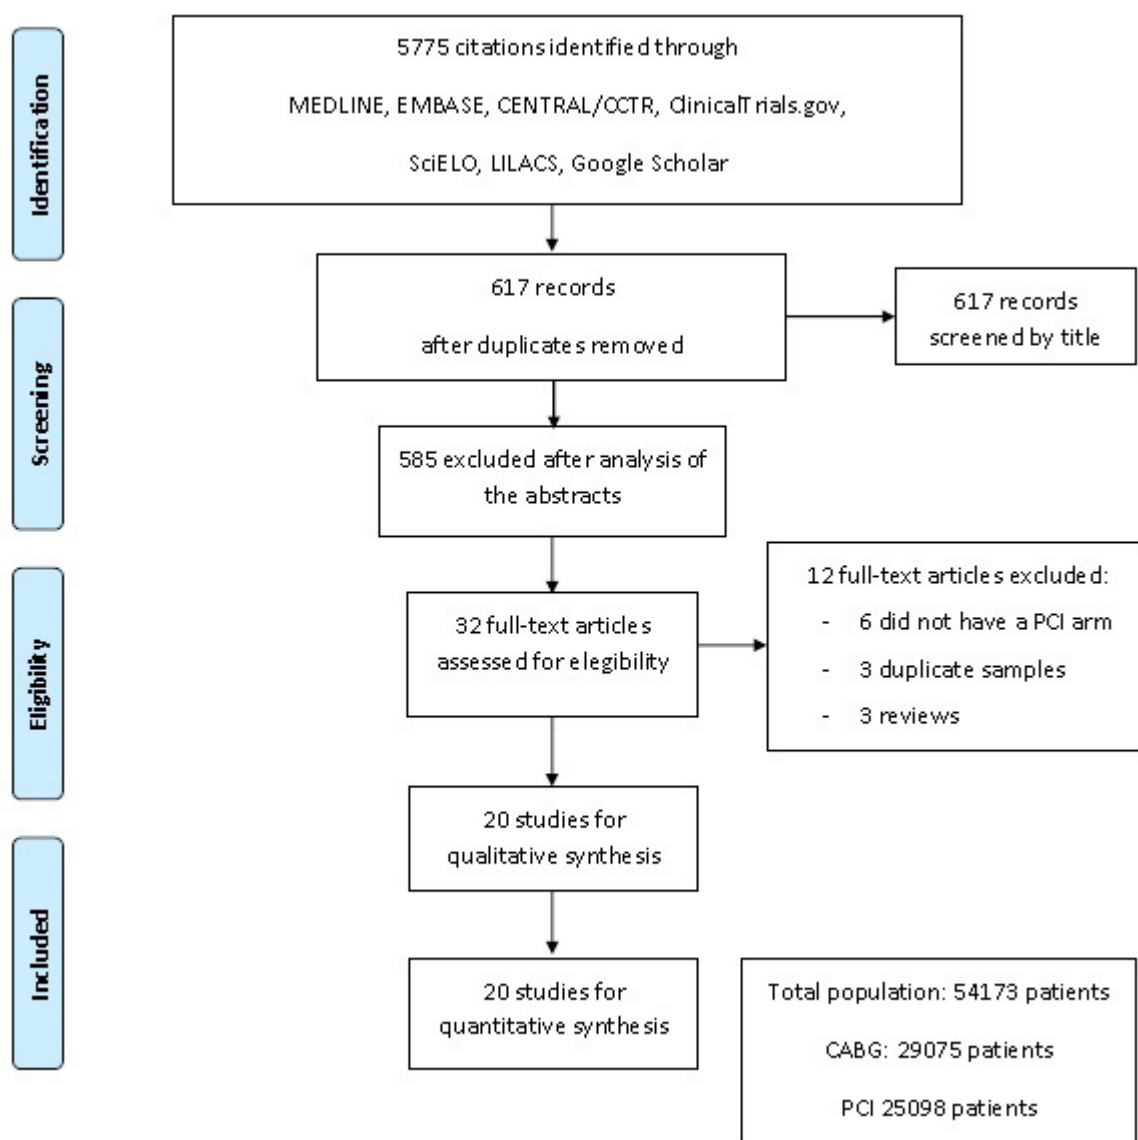 Identification
5775 citations identified through
MEDLINE, EMBASE, CENTRAL/CCTR, ClinicalTrials.gov,
SciELO, LILACS, Google Scholar
617 records
after duplicates removed
617 records
screened by title
Screening
585 excluded after analysis of
the abstracts
Eligibility
32 full-text articles
assessed for elegibility
12 full-text articles excluded:
- 6 did not have a PCI arm
- 3 duplicate samples
- 3 reviews
20 studies for
qualitative synthesis
Included
20 studies for
quantitative synthesis
Total population: 54173 patients
CABG: 29075 patients
PCI 25098 patients